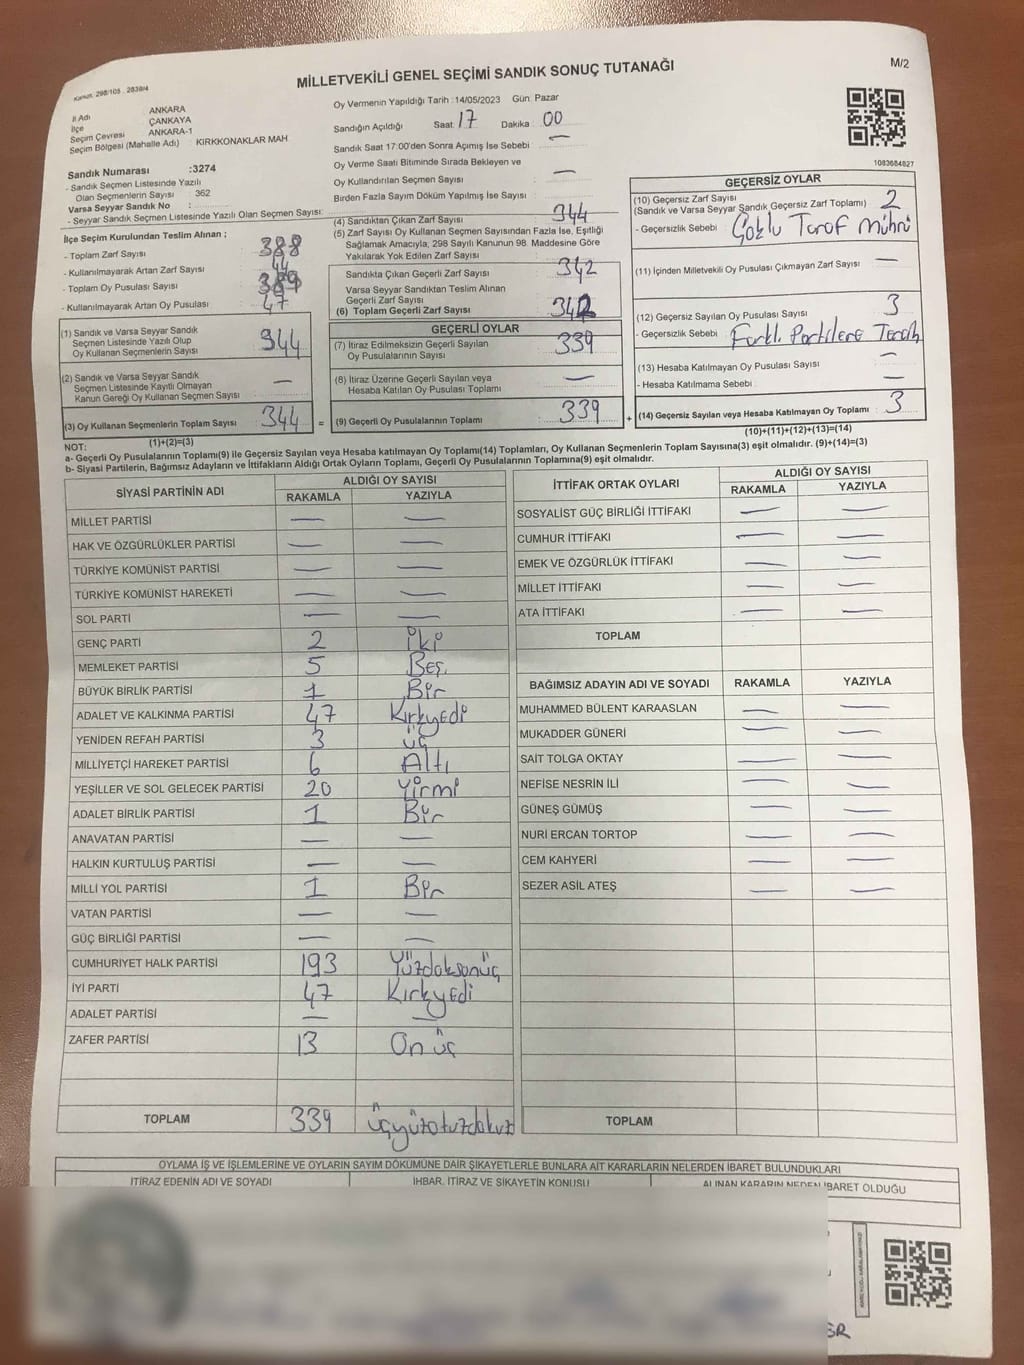 Kanun: 298/105 . 2839/4
MİLLETVEKİLİ GENEL SEÇİMİ SANDIK SONUÇ TUTANAĞI
M/2
İl Adı ANKARA
İlçe ÇANKAYA
Seçim Çevresi ANKARA-1
Seçim Bölgesi (Mahalle Adı) : KIRKKONAKLAR MAH
Sandık Numarası :3274
- Sandık Seçmen Listesinde Yazılı
Olan Seçmenlerin Sayısı : 362
Varsa Seyyar Sandık No :
- Seyyar Sandık Seçmen Listesinde Yazılı Olan Seçmen Sayısı:
Oy Vermenin Yapıldığı Tarih :14/05/2023 Gün: Pazar
Sandığın Açıldığı Saat: 17 Dakika : 00
Sandık Saat 17:00'den Sonra Açımış İse Sebebi : —
Oy Verme Saati Bitiminde Sırada Bekleyen ve
Oy Kullandırılan Seçmen Sayısı : —
Birden Fazla Sayım Döküm Yapılmış İse Sayısı :
1083684827
İlçe Seçim Kurulundan Teslim Alınan ;
- Toplam Zarf Sayısı : 388
- Kullanılmayarak Artan Zarf Sayısı : 44
- Toplam Oy Pusulası Sayısı : 389
- Kullanılmayarak Artan Oy Pusulası : 47
(1) Sandık ve Varsa Seyyar Sandık
Seçmen Listesinde Yazılı Olup
Oy Kullanan Seçmenlerin Sayısı : 344
(2) Sandık ve Varsa Seyyar Sandık
Seçmen Listesinde Kayıtlı Olmayan
Kanun Gereği Oy Kullanan Seçmen Sayısı : —
(3) Oy Kullanan Seçmenlerin Toplam Sayısı : 344 =
(1)+(2)=(3)
(4) Sandıktan Çıkan Zarf Sayısı : 344
(5) Zarf Sayısı Oy Kullanan Seçmen Sayısından Fazla İse, Eşitliği
Sağlamak Amacıyla, 298 Sayılı Kanunun 98. Maddesine Göre
Yakılarak Yok Edilen Zarf Sayısı :
Sandıkta Çıkan Geçerli Zarf Sayısı : 342
Varsa Seyyar Sandıktan Teslim Alınan
Geçerli Zarf Sayısı :
(6) Toplam Geçerli Zarf Sayısı : 342
GEÇERLİ OYLAR
(7) İtiraz Edilmeksizin Geçerli Sayılan
Oy Pusulalarının Sayısı : 339
(8) İtiraz Üzerine Geçerli Sayılan veya
Hesaba Katılan Oy Pusulası Toplamı : —
(9) Geçerli Oy Pusulalarının Toplamı : 339 +
GEÇERSİZ OYLAR
(10) Geçersiz Zarf Sayısı
(Sandık ve Varsa Seyyar Sandık Geçersiz Zarf Toplamı) : 2
- Geçersizlik Sebebi : Çoklu Taraf Mührü
(11) İçinden Milletvekili Oy Pusulası Çıkmayan Zarf Sayısı : —
(12) Geçersiz Sayılan Oy Pusulası Sayısı : 3
- Geçersizlik Sebebi : Farklı Partilere Tercih
(13) Hesaba Katılmayan Oy Pusulası Sayısı : —
- Hesaba Katılmama Sebebi : —
(14) Geçersiz Sayılan veya Hesaba Katılmayan Oy Toplamı : 3
(10)+(11)+(12)+(13)=(14)
NOT:
a- Geçerli Oy Pusulalarının Toplamı(9) ile Geçersiz Sayılan veya Hesaba katılmayan Oy Toplamı(14) Toplamları, Oy Kullanan Seçmenlerin Toplam Sayısına(3) eşit olmalıdır. (9)+(14)=(3)
b- Siyasi Partilerin, Bağımsız Adayların ve İttifakların Aldığı Ortak Oyların Toplamı, Geçerli Oy Pusulalarının Toplamına(9) eşit olmalıdır.
SİYASİ PARTİNİN ADI ALDIĞI OY SAYISI
RAKAMLA YAZIYLA
MİLLET PARTİSİ — —
HAK VE ÖZGÜRLÜKLER PARTİSİ — —
TÜRKİYE KOMÜNİST PARTİSİ — —
TÜRKİYE KOMÜNİST HAREKETİ — —
SOL PARTİ — —
GENÇ PARTİ 2 İki
MEMLEKET PARTİSİ 5 Beş
BÜYÜK BİRLİK PARTİSİ 1 Bir
ADALET VE KALKINMA PARTİSİ 47 Kırkyedi
YENİDEN REFAH PARTİSİ 3 üç
MİLLİYETÇİ HAREKET PARTİSİ 6 Altı
YEŞİLLER VE SOL GELECEK PARTİSİ 20 Yirmi
ADALET BİRLİK PARTİSİ 1 Bir
ANAVATAN PARTİSİ — —
HALKIN KURTULUŞ PARTİSİ — —
MİLLİ YOL PARTİSİ 1 Bir
VATAN PARTİSİ — —
GÜÇ BİRLİĞİ PARTİSİ — —
CUMHURİYET HALK PARTİSİ 193 Yüzdoksanüç
İYİ PARTİ 47 Kırkyedi
ADALET PARTİSİ — —
ZAFER PARTİSİ 13 On üç
TOPLAM 339 üçyüzotuzdokuz
İTTİFAK ORTAK OYLARI ALDIĞI OY SAYISI
RAKAMLA YAZIYLA
SOSYALİST GÜÇ BİRLİĞİ İTTİFAKI — —
CUMHUR İTTİFAKI — —
EMEK VE ÖZGÜRLÜK İTTİFAKI — —
MİLLET İTTİFAKI — —
ATA İTTİFAKI — —
TOPLAM
BAĞIMSIZ ADAYIN ADI VE SOYADI RAKAMLA YAZIYLA
MUHAMMED BÜLENT KARAASLAN — —
MUKADDER GÜNERİ — —
SAİT TOLGA OKTAY — —
NEFİSE NESRİN İLİ — —
GÜNEŞ GÜMÜŞ — —
NURİ ERCAN TORTOP — —
CEM KAHYERİ — —
SEZER ASİL ATEŞ — —
TOPLAM
OYLAMA İŞ VE İŞLEMLERİNE VE OYLARIN SAYIM DÖKÜMÜNE DAİR ŞİKAYETLERLE BUNLARA AİT KARARLARIN NELERDEN İBARET BULUNDUKLARI
İTİRAZ EDENİN ADI VE SOYADI İHBAR, İTİRAZ VE ŞİKAYETİN KONUSU ALINAN KARARIN NEDEN İBARET OLDUĞU